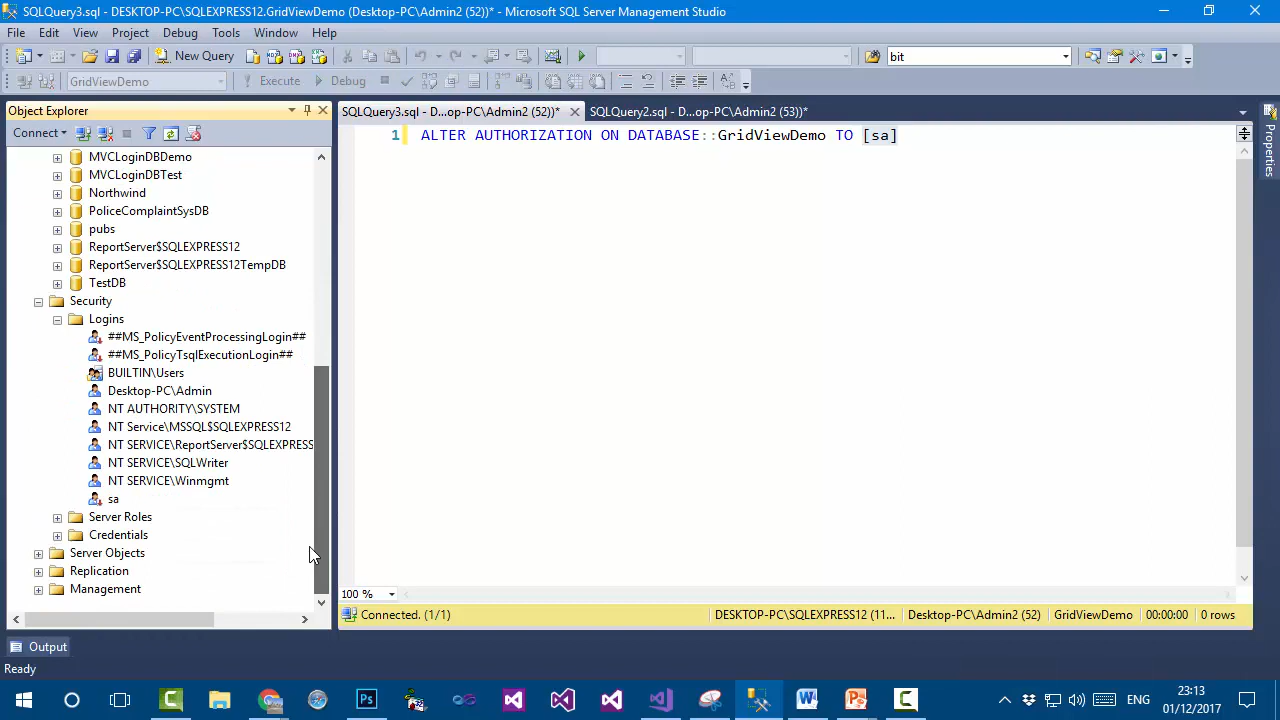 SQLQuery3.sql - DESKTOP-PC\SQLEXPRESS12.GridViewDemo (Desktop-PC\Admin2 (52))* - Microsoft SQL Server Management Studio
File Edit View Project Debug Tools Window Help
New Query bit
GridViewDemo Execute Debug
Object Explorer
SQLQuery3.sql - D...op-PC\Admin2 (52))* SQLQuery2.sql - D...op-PC\Admin2 (53))*
Connect
1 ALTER AUTHORIZATION ON DATABASE::GridViewDemo TO [sa]
Properties
MVCLoginDBDemo
MVCLoginDBTest
Northwind
PoliceComplaintSysDB
pubs
ReportServer$SQLEXPRESS12
ReportServer$SQLEXPRESS12TempDB
TestDB
Security
Logins
##MS_PolicyEventProcessingLogin##
##MS_PolicyTsqlExecutionLogin##
BUILTIN\Users
Desktop-PC\Admin
NT AUTHORITY\SYSTEM
NT Service\MSSQL$SQLEXPRESS12
NT SERVICE\ReportServer$SQLEXPRESS
NT SERVICE\SQLWriter
NT SERVICE\Winmgmt
sa
Server Roles
Credentials
Server Objects
Replication
Management
100 %
Connected. (1/1) DESKTOP-PC\SQLEXPRESS12 (11... Desktop-PC\Admin2 (52) GridViewDemo 00:00:00 0 rows
Output
Ready
ENG
23:13
01/12/2017